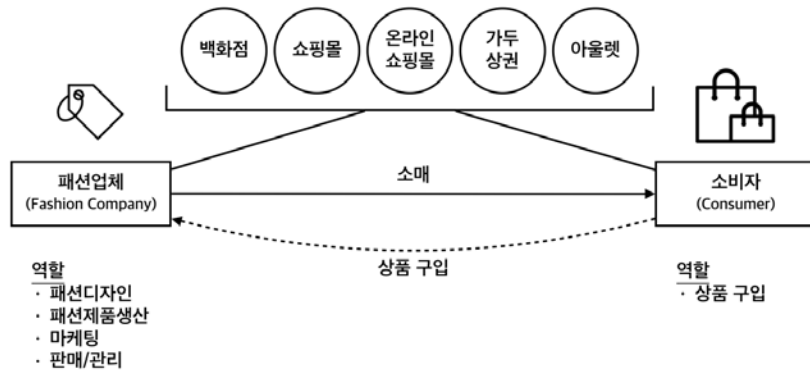 백화점
쇼핑몰
온라인
쇼핑몰
가두
상권
아울렛
패션업체
(Fashion Company)
소매
소비자
(Consumer)
상품 구입
역할
· 패션디자인
· 패션제품생산
· 마케팅
· 판매/관리
역할
· 상품 구입